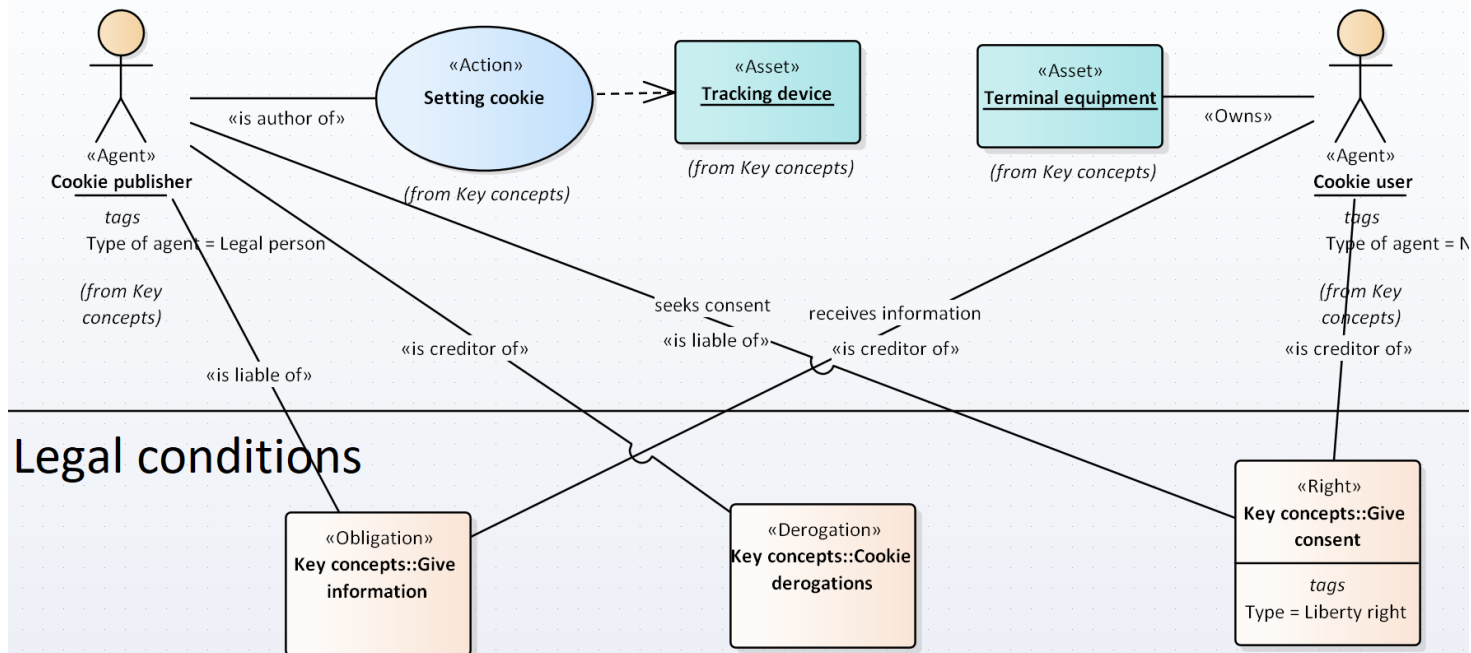 «Action»
Setting cookie
(from Key concepts)
«Asset»
Tracking device
(from Key concepts)
«Asset»
Terminal equipment
(from Key concepts)
«is author of»
«Owns»
«Agent»
Cookie publisher
tags
Type of agent = Legal person
(from Key
concepts)
«Agent»
Cookie user
tags
Type of agent = N
(from Key
concepts)
seeks consent
«is liable of»
receives information
«is creditor of»
«is creditor of»
«is creditor of»
«is liable of»
Legal conditions
«Obligation»
Key concepts::Give
information
«Derogation»
Key concepts::Cookie
derogations
«Right»
Key concepts::Give
consent
tags
Type = Liberty right